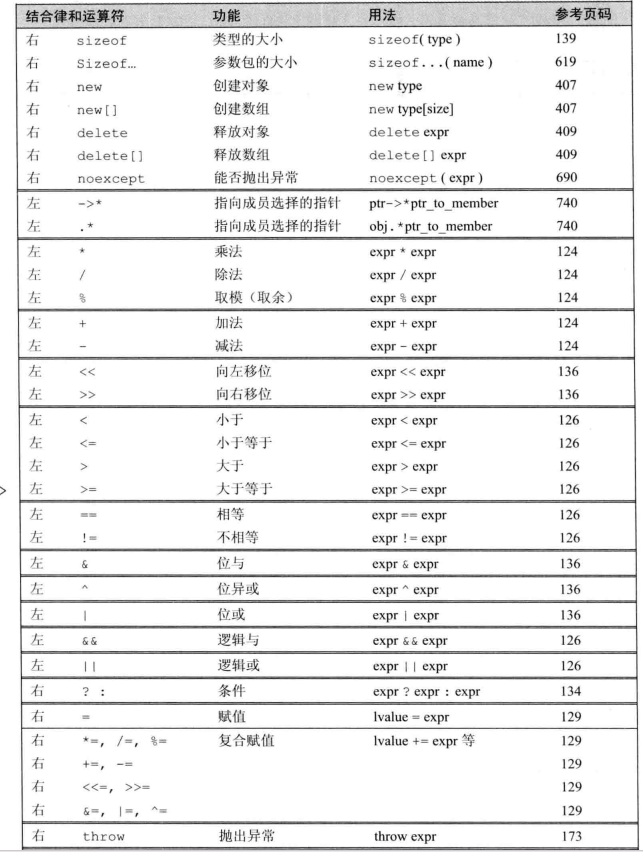 结合律和运算符 功能 用法 参考页码
右 sizeof 类型的大小 sizeof( type ) 139
右 Sizeof… 参数包的大小 sizeof...( name ) 619
右 new 创建对象 new type 407
右 new[] 创建数组 new type[size] 407
右 delete 释放对象 delete expr 409
右 delete[] 释放数组 delete[] expr 409
右 noexcept 能否抛出异常 noexcept ( expr ) 690
左 ->* 指向成员选择的指针 ptr->*ptr_to_member 740
左 .* 指向成员选择的指针 obj.*ptr_to_member 740
左 * 乘法 expr * expr 124
左 / 除法 expr / expr 124
左 % 取模（取余） expr % expr 124
左 + 加法 expr + expr 124
左 - 减法 expr - expr 124
左 << 向左移位 expr << expr 136
左 >> 向右移位 expr >> expr 136
左 < 小于 expr < expr 126
左 <= 小于等于 expr <= expr 126
左 > 大于 expr > expr 126
左 >= 大于等于 expr >= expr 126
左 == 相等 expr == expr 126
左 != 不相等 expr != expr 126
左 & 位与 expr & expr 136
左 ^ 位异或 expr ^ expr 136
左 | 位或 expr | expr 136
左 && 逻辑与 expr && expr 126
左 || 逻辑或 expr || expr 126
右 ? : 条件 expr ? expr : expr 134
右 = 赋值 lvalue = expr 129
右 *=, /=, %= 复合赋值 lvalue += expr 等 129
右 +=, -= 129
右 <<=, >>= 129
右 &=, |=, ^= 129
右 throw 抛出异常 throw expr 173